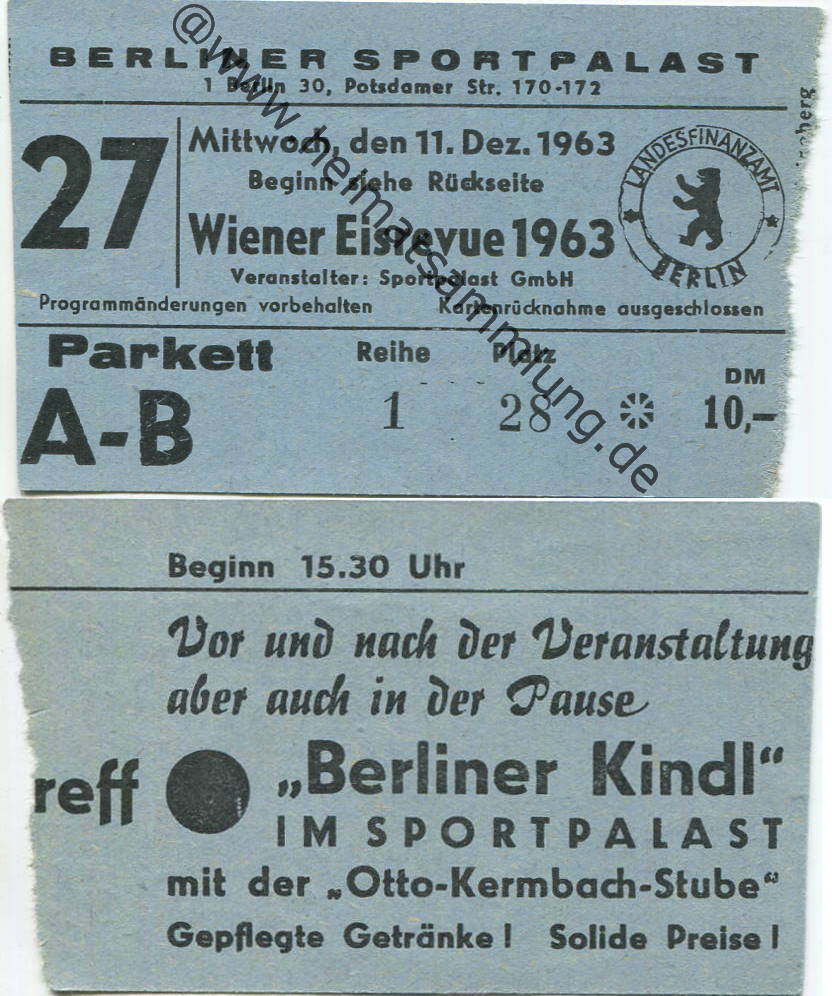 BERLINER SPORTPALAST
1 Berlin 30, Potsdamer Str. 170-172
27
Mittwoch, den 11. Dez. 1963
Beginn siehe Rückseite
Wiener Eisrevue 1963
Veranstalter: Sportpalast GmbH
Programmänderungen vorbehalten Kartenrücknahme ausgeschlossen
LANDESFINANZAMT
BERLIN
Parkett Reihe Platz DM
A-B 1 28 10,–
@www.heimatsammlung.de
Beginn 15.30 Uhr
Vor und nach der Veranstaltung
aber auch in der Pause
reff „Berliner Kindl“
IM SPORTPALAST
mit der „Otto-Kermbach-Stube“
Gepflegte Getränke! Solide Preise!